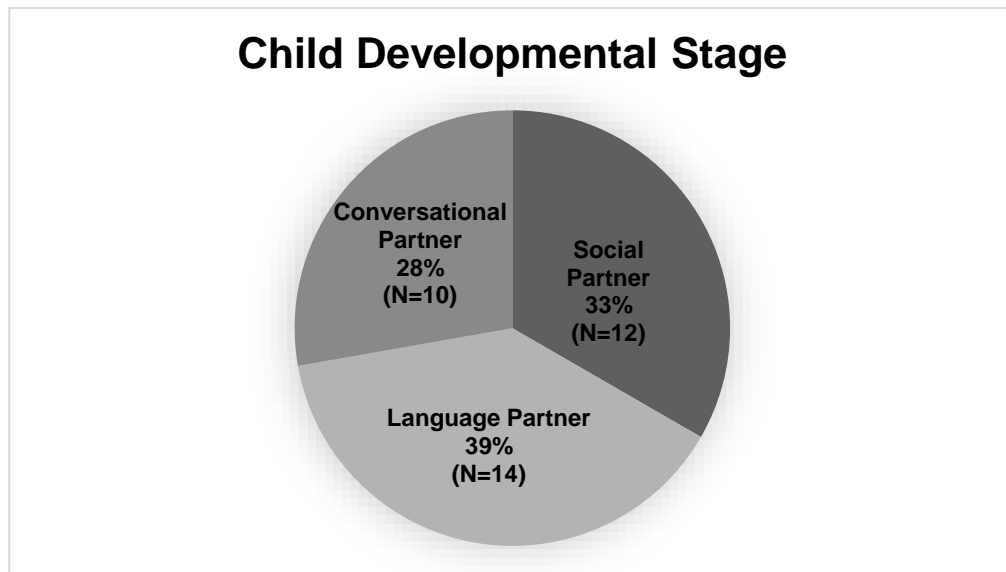 Child Developmental Stage
Conversational
Partner
28%
(N=10)
Social
Partner
33%
(N=12)
Language Partner
39%
(N=14)